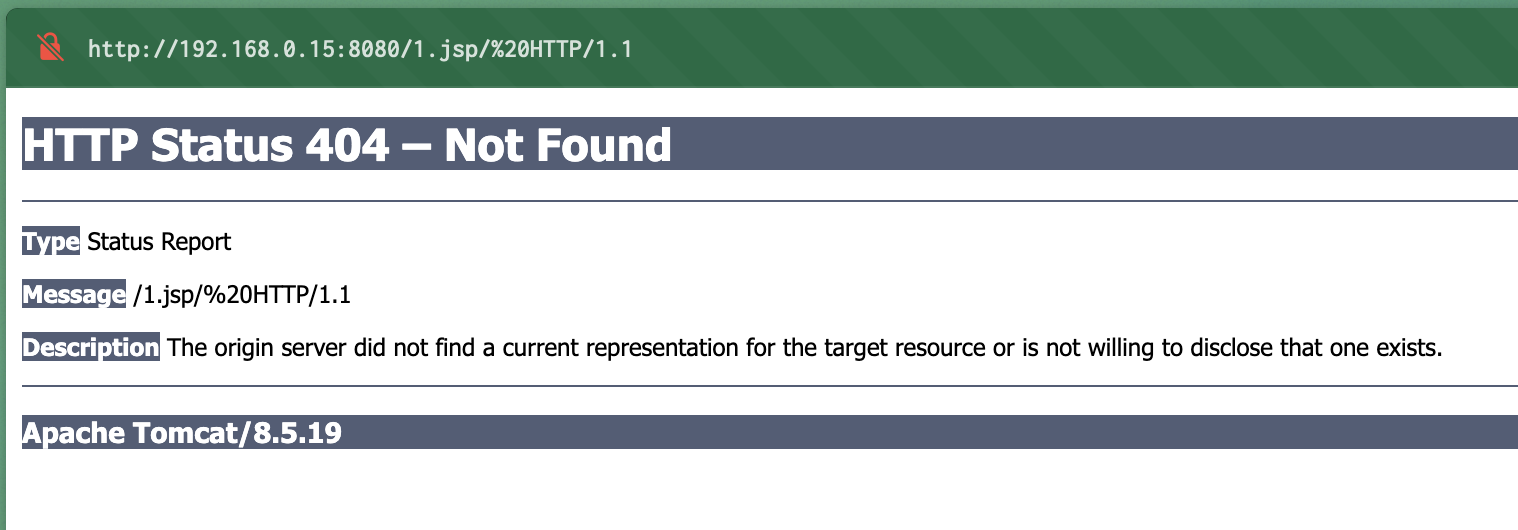 http://192.168.0.15:8080/1.jsp/%20HTTP/1.1
HTTP Status 404 – Not Found
Type Status Report
Message /1.jsp/%20HTTP/1.1
Description The origin server did not find a current representation for the target resource or is not willing to disclose that one exists.
Apache Tomcat/8.5.19